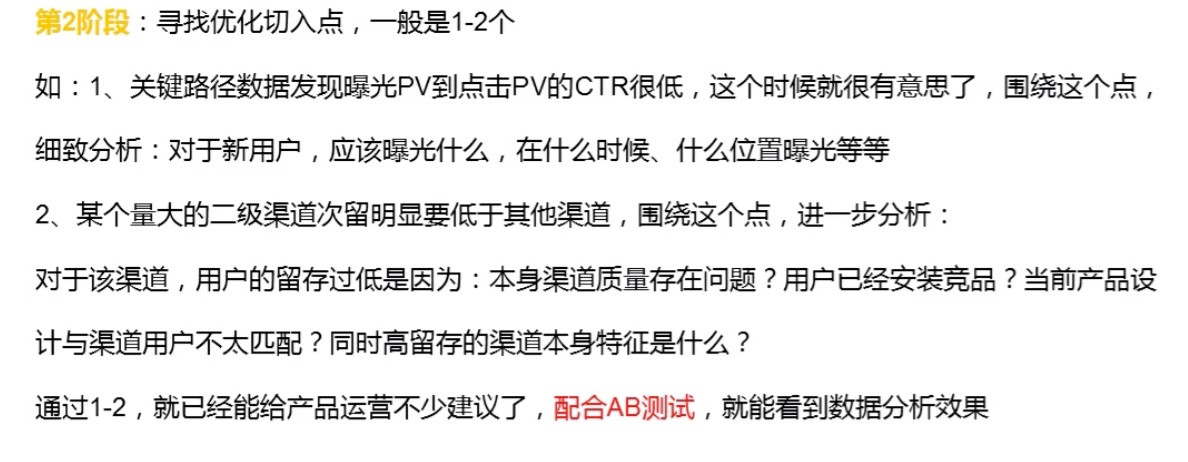 第2阶段：寻找优化切入点，一般是1-2个
如：1、关键路径数据发现曝光PV到点击PV的CTR很低，这个时候就很有意思了，围绕这个点，
细致分析：对于新用户，应该曝光什么，在什么时候、什么位置曝光等等
2、某个量大的二级渠道次留明显要低于其他渠道，围绕这个点，进一步分析：
对于该渠道，用户的留存过低是因为：本身渠道质量存在问题？用户已经安装竞品？当前产品设
计与渠道用户不太匹配？同时高留存的渠道本身特征是什么？
通过1-2，就已经能给产品运营不少建议了，配合AB测试，就能看到数据分析效果